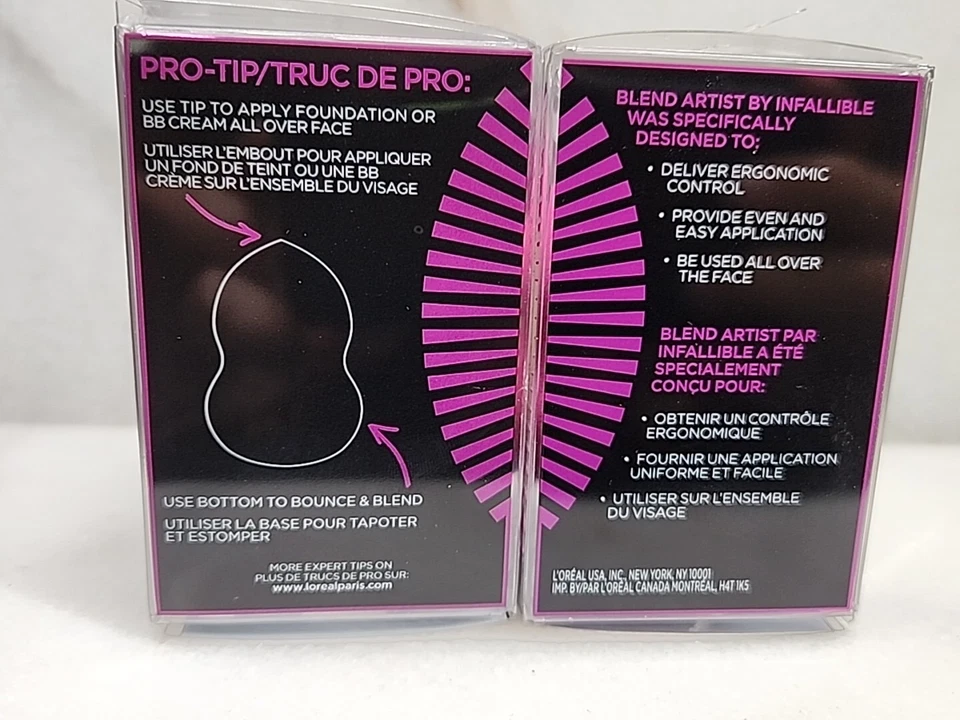 PRO-TIP/TRUC DE PRO:
USE TIP TO APPLY FOUNDATION OR
BB CREAM ALL OVER FACE
UTILISER L'EMBOUT POUR APPLIQUER
UN FOND DE TEINT OU UNE BB
CRÈME SUR L'ENSEMBLE DU VISAGE
USE BOTTOM TO BOUNCE & BLEND
UTILISER LA BASE POUR TAPOTER
ET ESTOMPER
MORE EXPERT TIPS ON
PLUS DE TRUCS DE PRO SUR:
www.lorealparis.com
BLEND ARTIST BY INFALLIBLE
WAS SPECIFICALLY
DESIGNED TO:
• DELIVER ERGONOMIC
CONTROL
• PROVIDE EVEN AND
EASY APPLICATION
• BE USED ALL OVER
THE FACE
BLEND ARTIST PAR
INFALLIBLE A ÉTÉ
SPECIALEMENT
CONÇU POUR:
• OBTENIR UN CONTRÔLE
ERGONOMIQUE
• FOURNIR UNE APPLICATION
UNIFORME ET FACILE
• UTILISER SUR L'ENSEMBLE
DU VISAGE
L'ORÉAL USA, INC., NEW YORK, NY 10001
IMP. BY/PAR L'ORÉAL CANADA MONTRÉAL, H4T 1K5